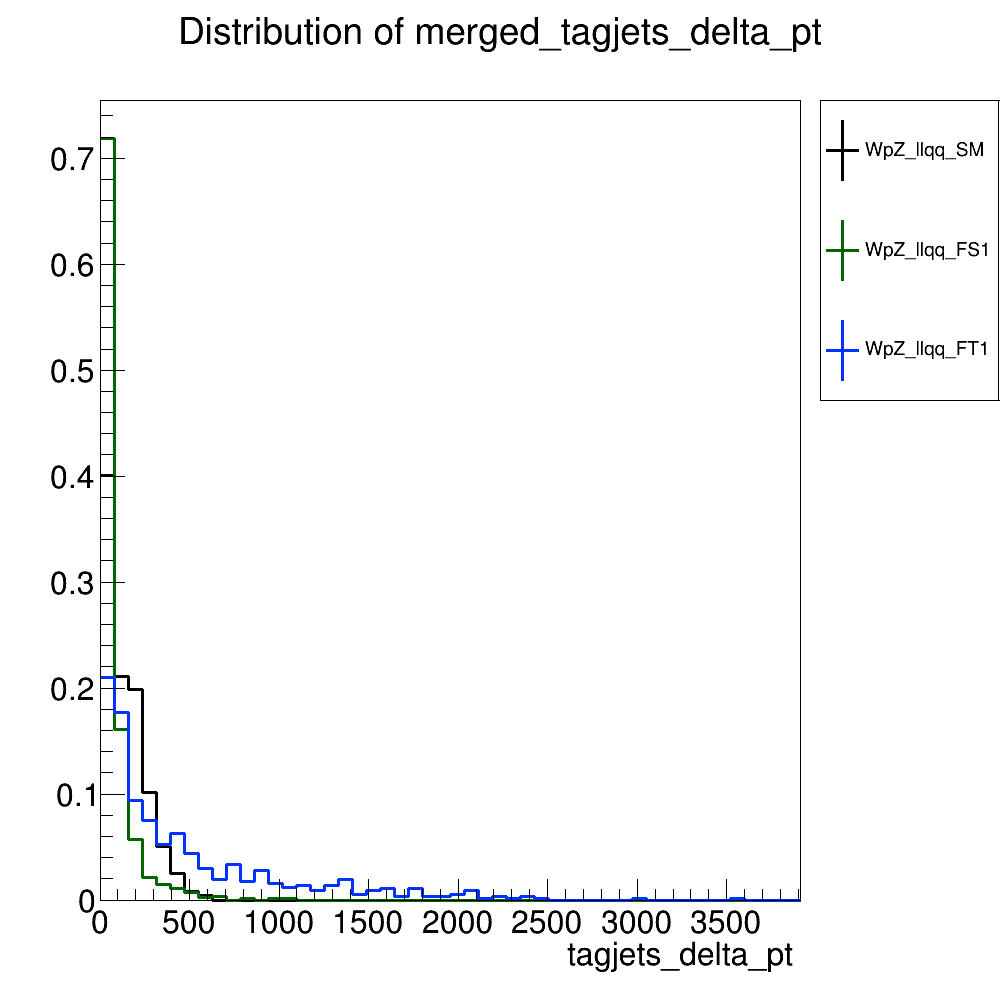 Distribution of merged_tagjets_delta_pt
WpZ_llqq_SM
WpZ_llqq_FS1
WpZ_llqq_FT1
0.7
0.6
0.5
0.4
0.3
0.2
0.1
0
0 500 1000 1500 2000 2500 3000 3500
tagjets_delta_pt